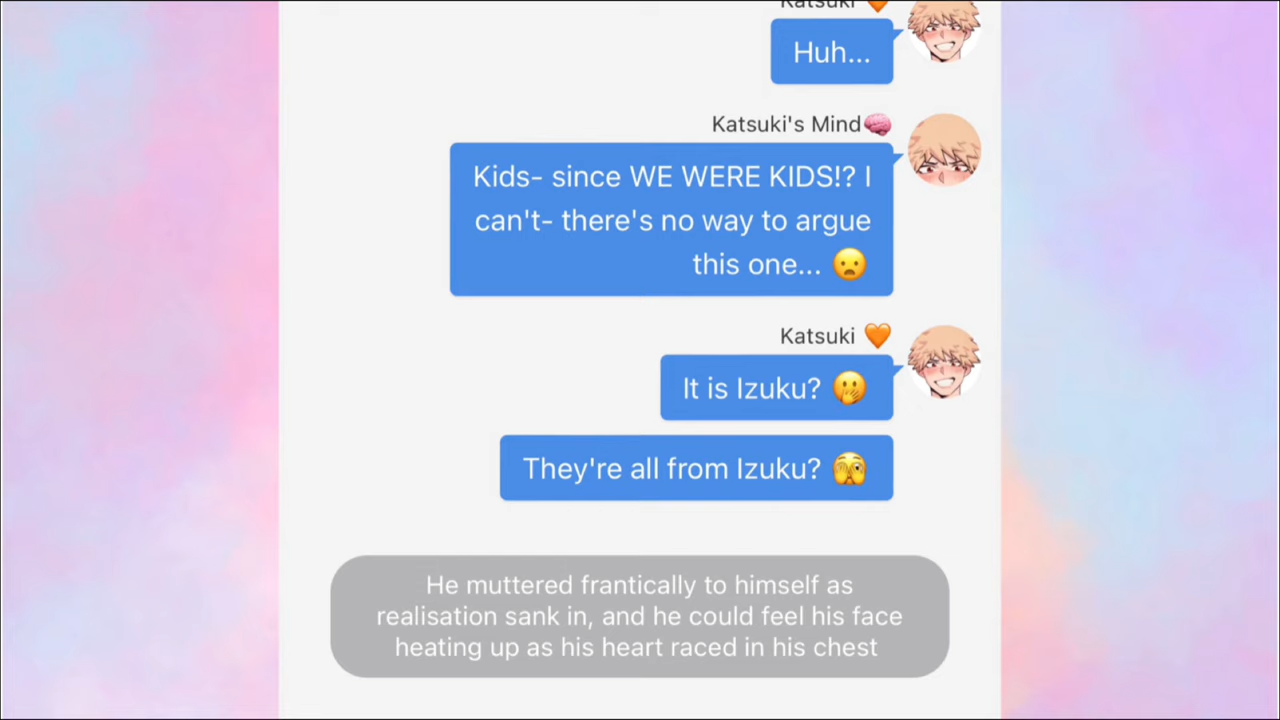 Katsuki 🧡
Huh...
Katsuki's Mind🧠
Kids- since WE WERE KIDS!? I
can't- there's no way to argue
this one... 😦
Katsuki 🧡
It is Izuku? 🫢
They're all from Izuku? 🫣
He muttered frantically to himself as
realisation sank in, and he could feel his face
heating up as his heart raced in his chest